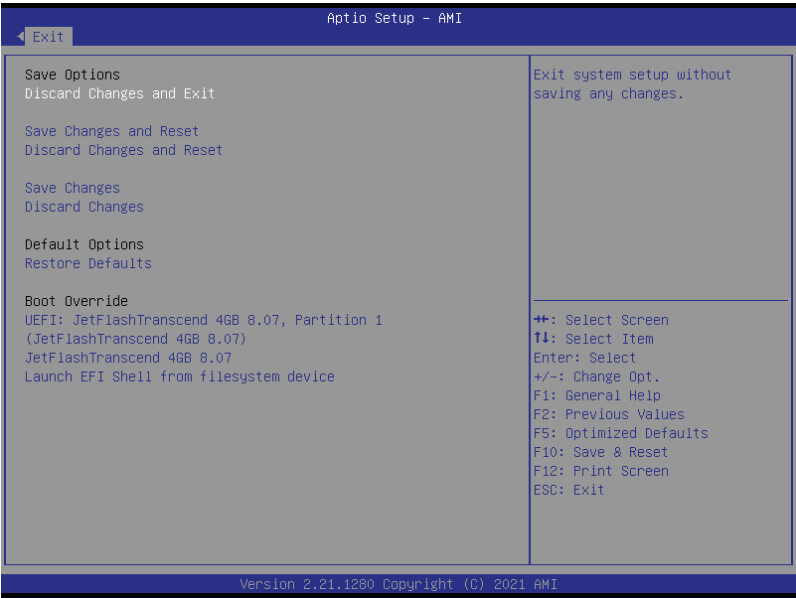 Aptio Setup – AMI
Exit
Save Options
Discard Changes and Exit
Save Changes and Reset
Discard Changes and Reset
Save Changes
Discard Changes
Default Options
Restore Defaults
Boot Override
UEFI: JetFlashTranscend 4GB 8.07, Partition 1
(JetFlashTranscend 4GB 8.07)
JetFlashTranscend 4GB 8.07
Launch EFI Shell from filesystem device
Exit system setup without
saving any changes.
→←: Select Screen
↑↓: Select Item
Enter: Select
+/-: Change Opt.
F1: General Help
F2: Previous Values
F5: Optimized Defaults
F10: Save & Reset
F12: Print Screen
ESC: Exit
Version 2.21.1280 Copyright (C) 2021 AMI